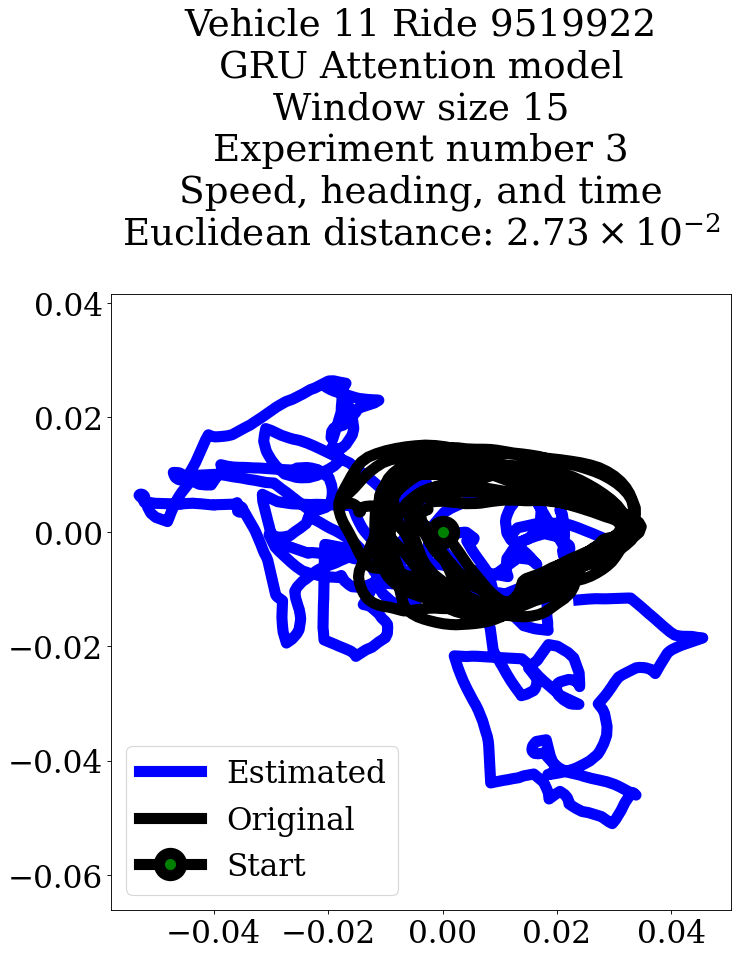 Vehicle 11 Ride 9519922
GRU Attention model
Window size 15
Experiment number 3
Speed, heading, and time
Euclidean distance: 2.73 × 10⁻²
0.04
0.02
0.00
−0.02
−0.04
−0.06
Estimated
Original
Start
−0.04 −0.02 0.00 0.02 0.04